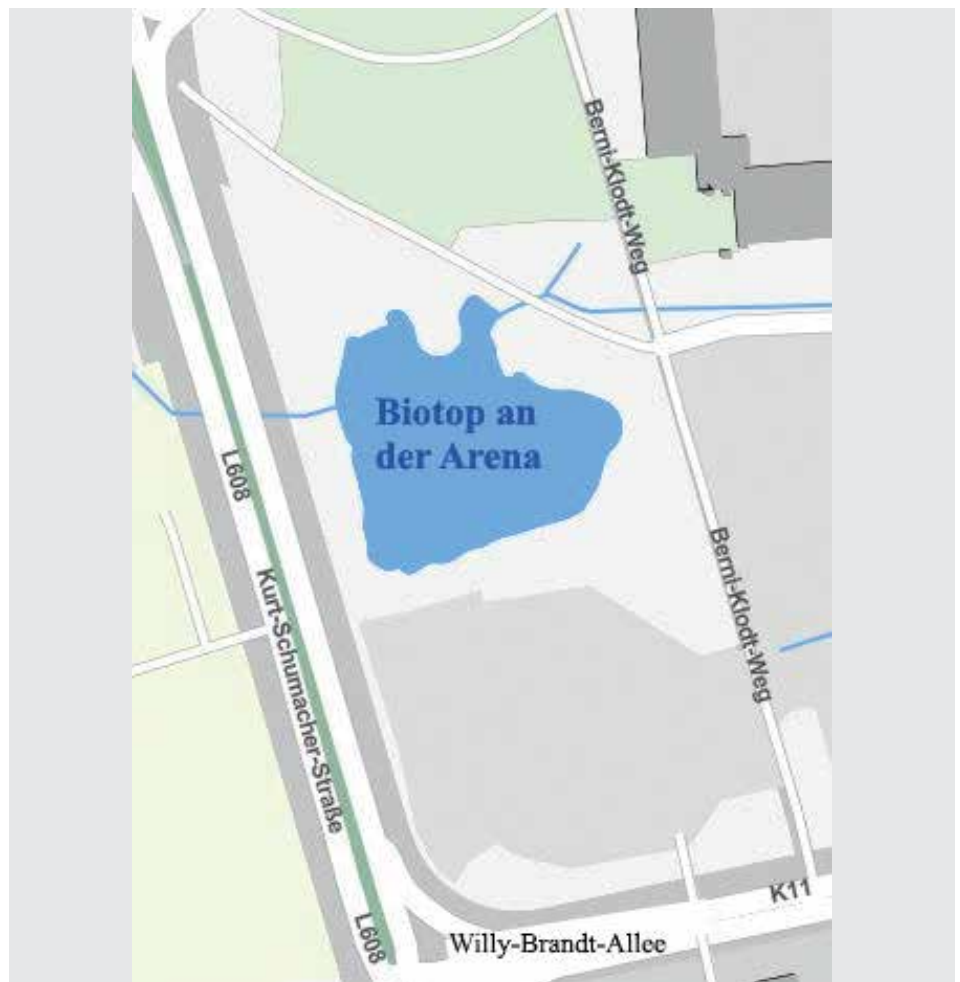 Berni-Klodt-Weg
Biotop an
der Arena
L608
Berni-Klodt-Weg
Kurt-Schumacher-Straße
K11
L608
Willy-Brandt-Allee